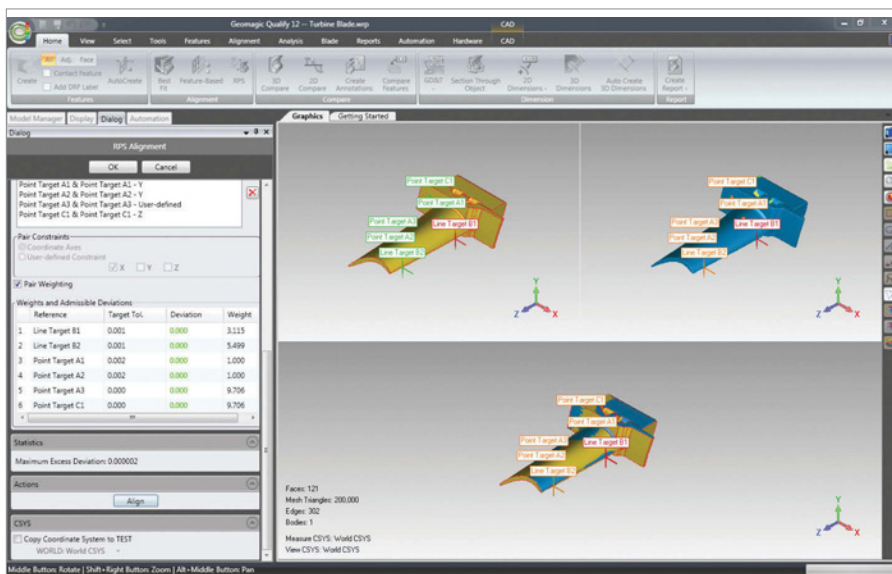 Geomagic Qualify 12 -- Turbine Blade.wrp
CAD
Home View Select Tools Features Alignment Analysis Blade Reports Automation Hardware CAD
Create
Adj. Face
Contact Feature
Add DRF Label
AutoCreate
Features
Best Fit
Feature-Based
RPS
Alignment
3D Compare
2D Compare
Create Annotations
Compare Features
Compare
GD&T
Section Through Object
2D Dimensions
3D Dimensions
Auto Create 3D Dimensions
Dimension
Create Report
Report
Model Manager Display Dialog Automation
Dialog
RPS Alignment
OK Cancel
Point Target A1 & Point Target A1 - Y
Point Target A2 & Point Target A2 - Y
Point Target A3 & Point Target A3 - User-defined
Point Target C1 & Point Target C1 - Z
Pair Constraints
Coordinate Axes
User-defined Constraint
X Y Z
Pair Weighting
Weights and Admissible Deviations
Reference Target Tol. Deviation Weight
1 Line Target B1 0.001 0.000 3.115
2 Line Target B2 0.001 0.000 5.499
3 Point Target A1 0.002 0.000 1.000
4 Point Target A2 0.002 0.000 1.000
5 Point Target A3 0.000 0.000 9.706
6 Point Target C1 0.000 0.000 9.706
Statistics
Maximum Excess Deviation: 0.000002
Actions
Align
CSYS
Copy Coordinate System to TEST
WORLD: World CSYS
Graphics Getting Started
Point Target C1
Point Target A1
Point Target A3
Line Target B1
Point Target A2
Line Target B2
Y
Z X
Point Target C1
Point Target A1
Point Target A3
Line Target B1
Point Target A2
Line Target B2
Y
Z X
Point Target C1
Point Target A1
Point Target A3
Line Target B1
Point Target A2
Line Target B2
Faces: 121
Mesh Triangles: 200,000
Edges: 302
Bodies: 1
Measure CSYS: World CSYS
View CSYS: World CSYS
Y
Z X
Middle Button: Rotate | Shift+Right Button: Zoom | Alt+Middle Button: Pan